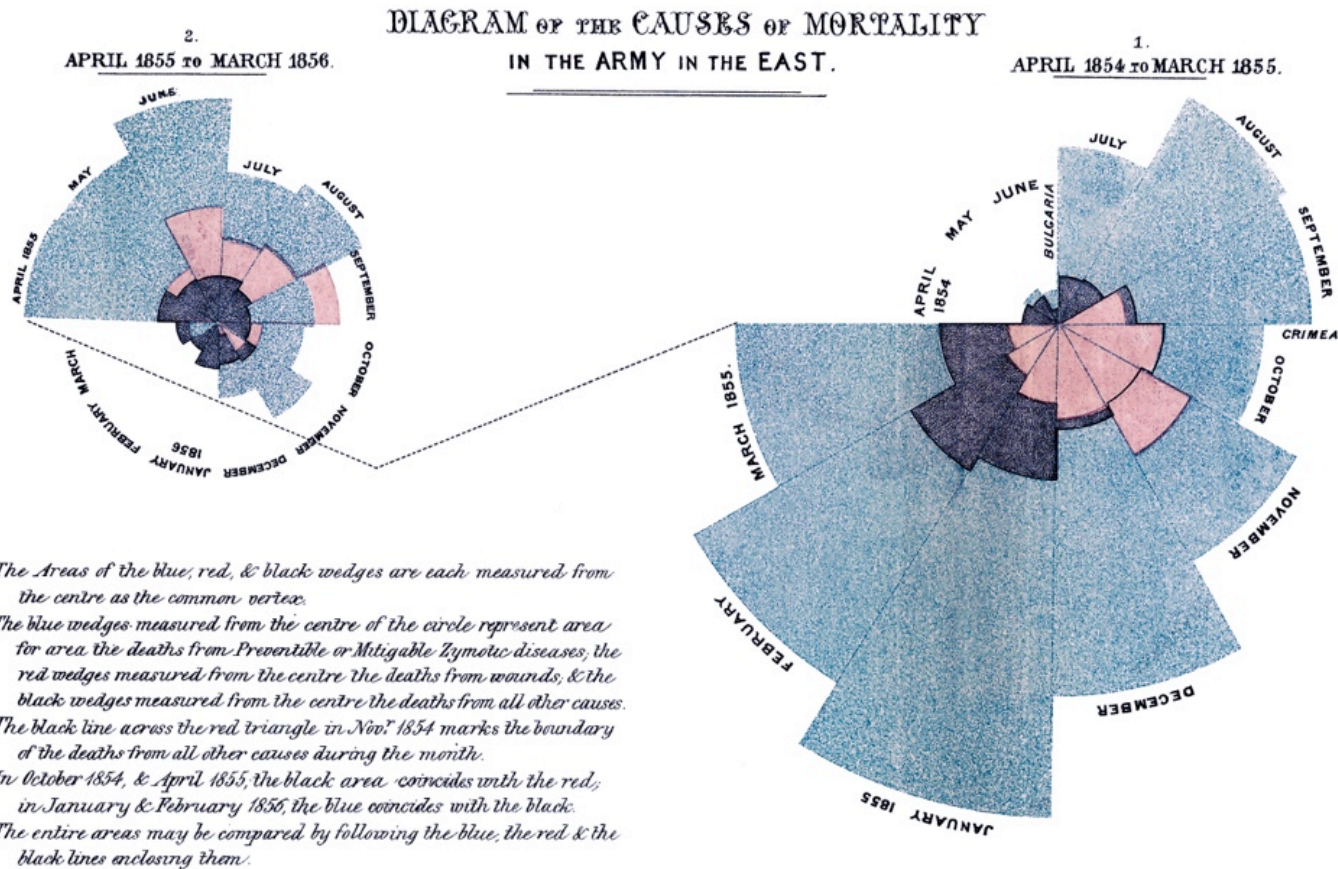 DIAGRAM OF THE CAUSES OF MORTALITY
IN THE ARMY IN THE EAST.
2.
APRIL 1855 TO MARCH 1856.
1.
APRIL 1854 TO MARCH 1855.
APRIL 1855
MAY
JUNE
JULY
AUGUST
SEPTEMBER
OCTOBER
NOVEMBER
DECEMBER
JANUARY
1856
FEBRUARY
MARCH
APRIL
1854
MAY
JUNE
BULGARIA
JULY
AUGUST
SEPTEMBER
CRIMEA
OCTOBER
NOVEMBER
DECEMBER
JANUARY 1855
FEBRUARY
MARCH 1855.
The Areas of the blue, red, & black wedges are each measured from
the centre as the common vertex.
The blue wedges measured from the centre of the circle represent area
for area the deaths from Preventible or Mitigable Zymotic diseases; the
red wedges measured from the centre the deaths from wounds; & the
black wedges measured from the centre the deaths from all other causes.
The black line across the red triangle in Novr. 1854 marks the boundary
of the deaths from all other causes during the month.
In October 1854, & April 1855, the black area coincides with the red;
in January & February 1856, the blue coincides with the black.
The entire areas may be compared by following the blue, the red & the
black lines enclosing them.